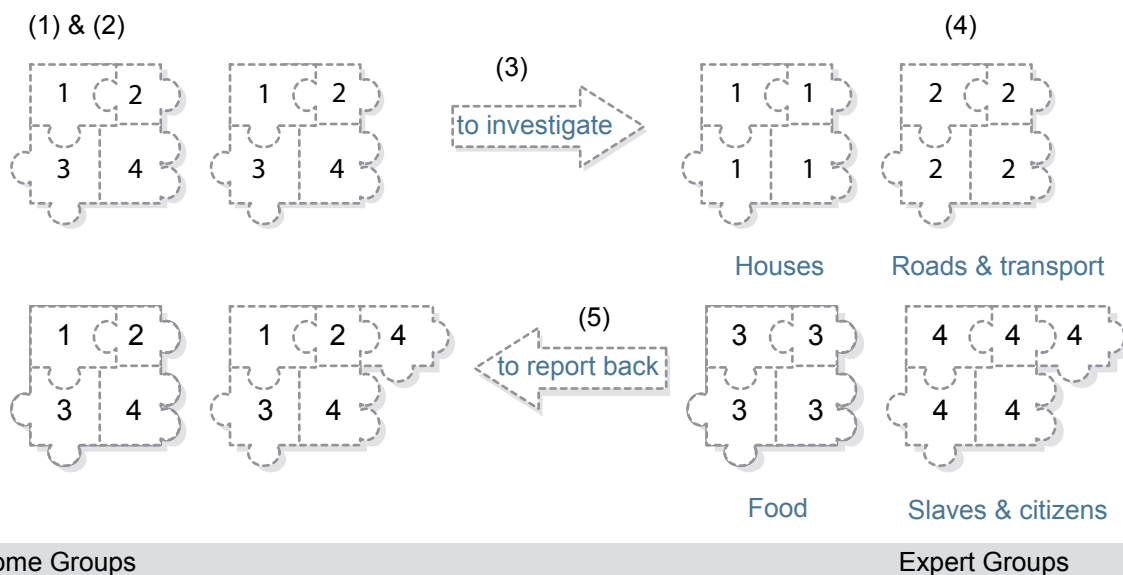 (1) & (2)
(3)
(4)
1 2
3 4
1 2
3 4
to investigate
1 1
1 1
2 2
2 2
Houses
Roads & transport
1 2
3 4
1 2 4
3 4
(5)
to report back
3 3
3 3
4 4 4
4 4
Food
Slaves & citizens
ome Groups
Expert Groups